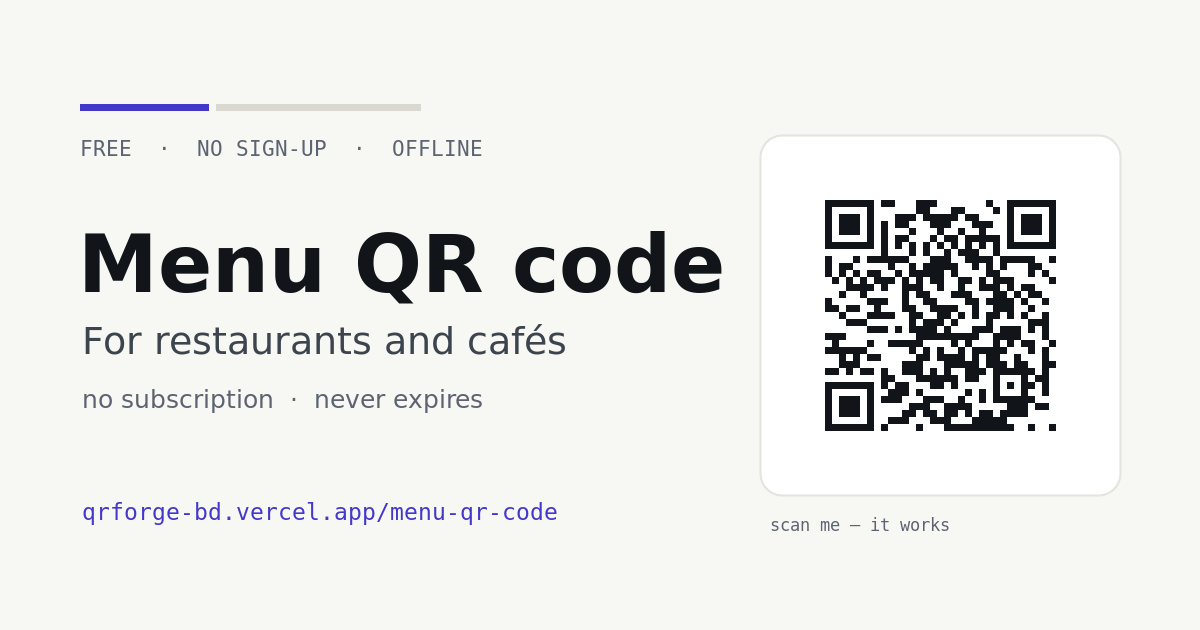 FREE · NO SIGN-UP · OFFLINE
Menu QR code
For restaurants and cafés
no subscription · never expires
qrforge-bd.vercel.app/menu-qr-code
scan me — it works